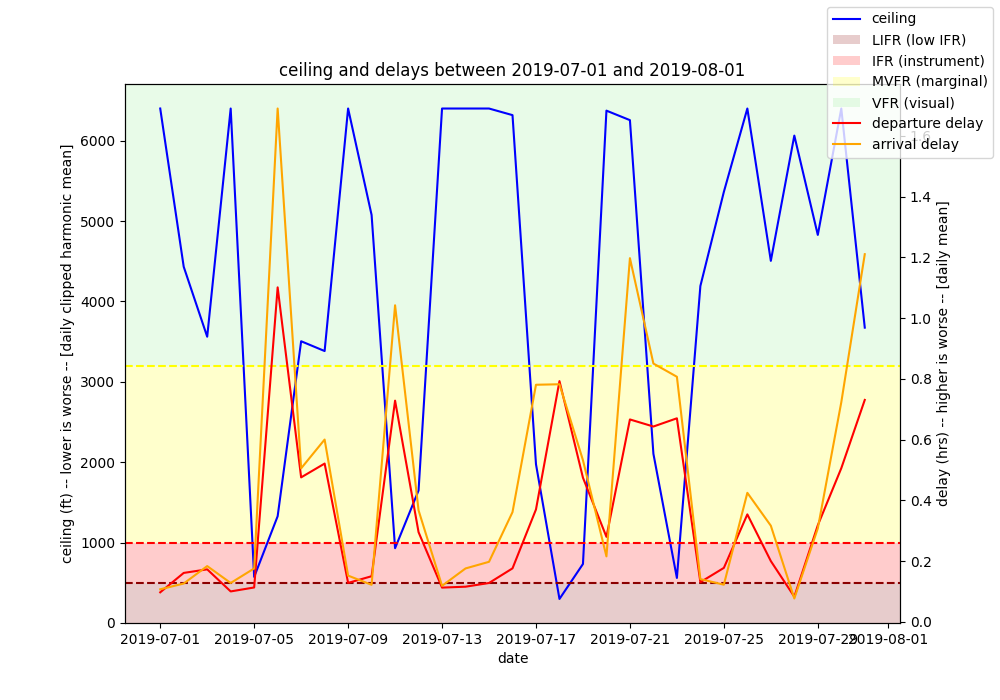 ceiling
LIFR (low IFR)
IFR (instrument)
MVFR (marginal)
VFR (visual)
departure delay
arrival delay
ceiling and delays between 2019-07-01 and 2019-08-01
ceiling (ft) -- lower is worse -- [daily clipped harmonic mean]
6000
5000
4000
3000
2000
1000
0
1.6
1.4
1.2
1.0
0.8
0.6
0.4
0.2
0.0
delay (hrs) -- higher is worse -- [daily mean]
2019-07-01 2019-07-05 2019-07-09 2019-07-13 2019-07-17 2019-07-21 2019-07-25 2019-07-29 2019-08-01
date